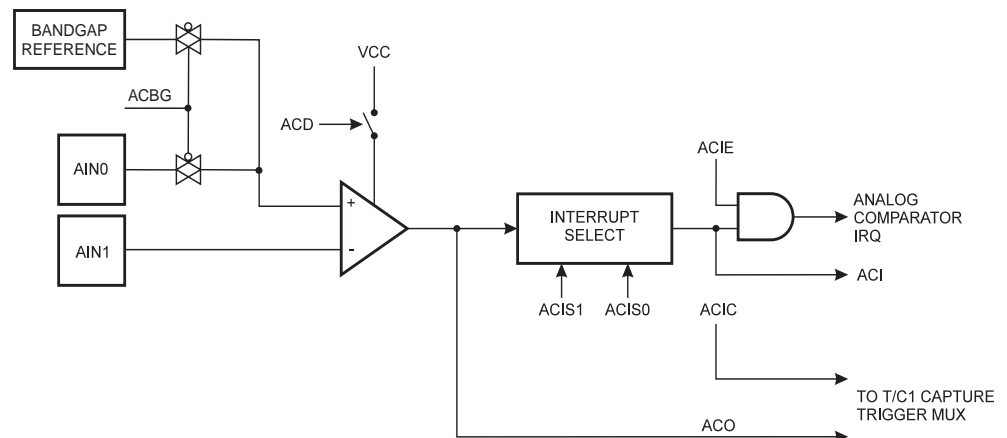 BANDGAP
REFERENCE
VCC
ACBG
ACD
AIN0
ACIE
+
INTERRUPT
SELECT
ANALOG
COMPARATOR
IRQ
AIN1
-
ACI
ACIS1
ACIS0
ACIC
TO T/C1 CAPTURE
TRIGGER MUX
ACO